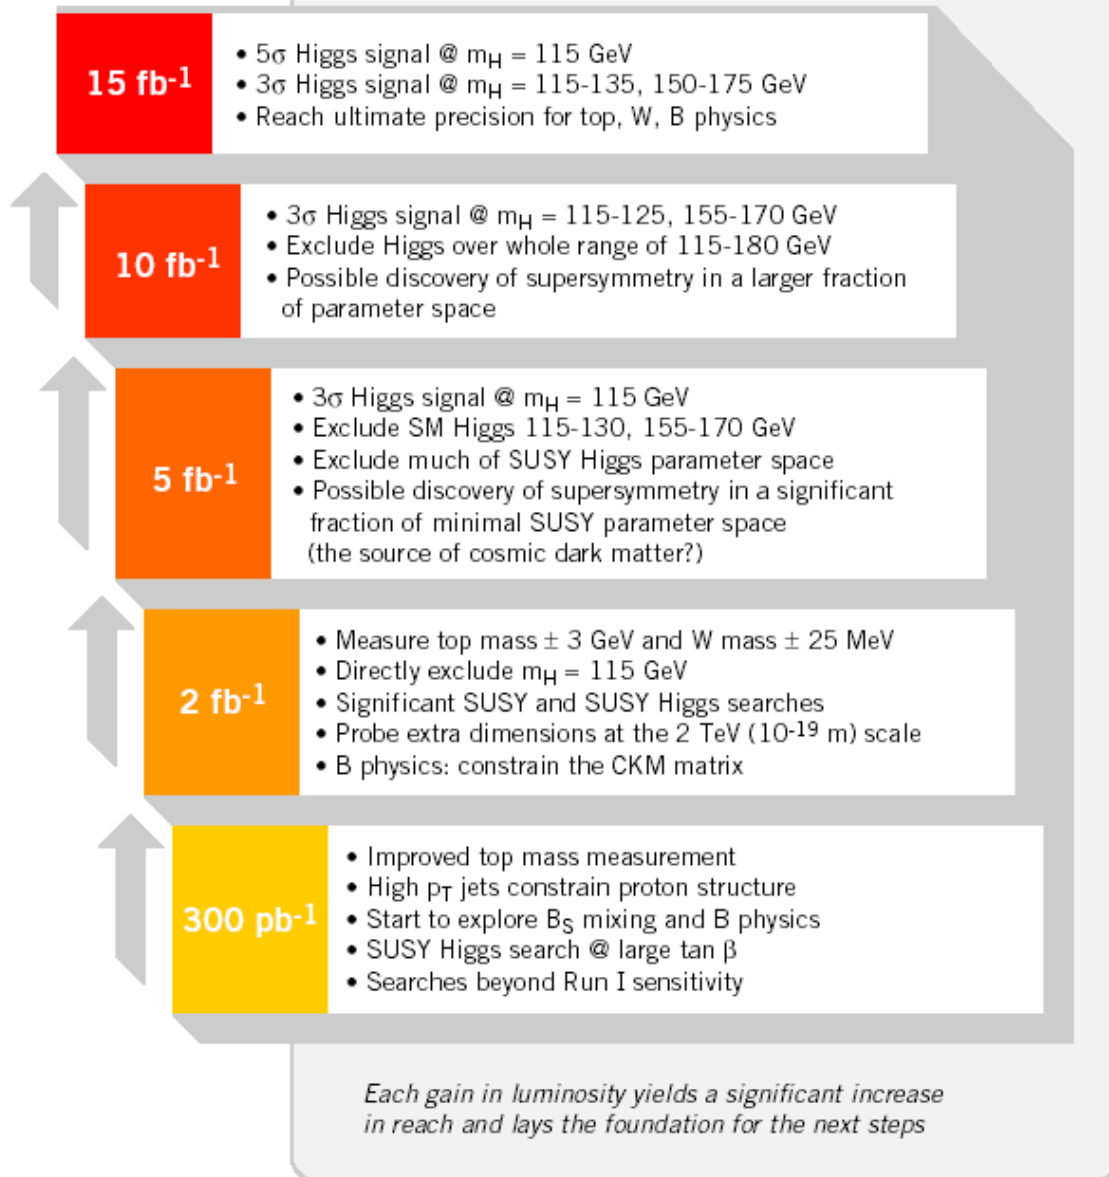 15 fb-1
• 5σ Higgs signal @ mH = 115 GeV
• 3σ Higgs signal @ mH = 115-135, 150-175 GeV
• Reach ultimate precision for top, W, B physics
10 fb-1
• 3σ Higgs signal @ mH = 115-125, 155-170 GeV
• Exclude Higgs over whole range of 115-180 GeV
• Possible discovery of supersymmetry in a larger fraction
of parameter space
5 fb-1
• 3σ Higgs signal @ mH = 115 GeV
• Exclude SM Higgs 115-130, 155-170 GeV
• Exclude much of SUSY Higgs parameter space
• Possible discovery of supersymmetry in a significant
fraction of minimal SUSY parameter space
(the source of cosmic dark matter?)
2 fb-1
• Measure top mass ± 3 GeV and W mass ± 25 MeV
• Directly exclude mH = 115 GeV
• Significant SUSY and SUSY Higgs searches
• Probe extra dimensions at the 2 TeV (10-19 m) scale
• B physics: constrain the CKM matrix
300 pb-1
• Improved top mass measurement
• High pT jets constrain proton structure
• Start to explore BS mixing and B physics
• SUSY Higgs search @ large tan β
• Searches beyond Run I sensitivity
Each gain in luminosity yields a significant increase
in reach and lays the foundation for the next steps